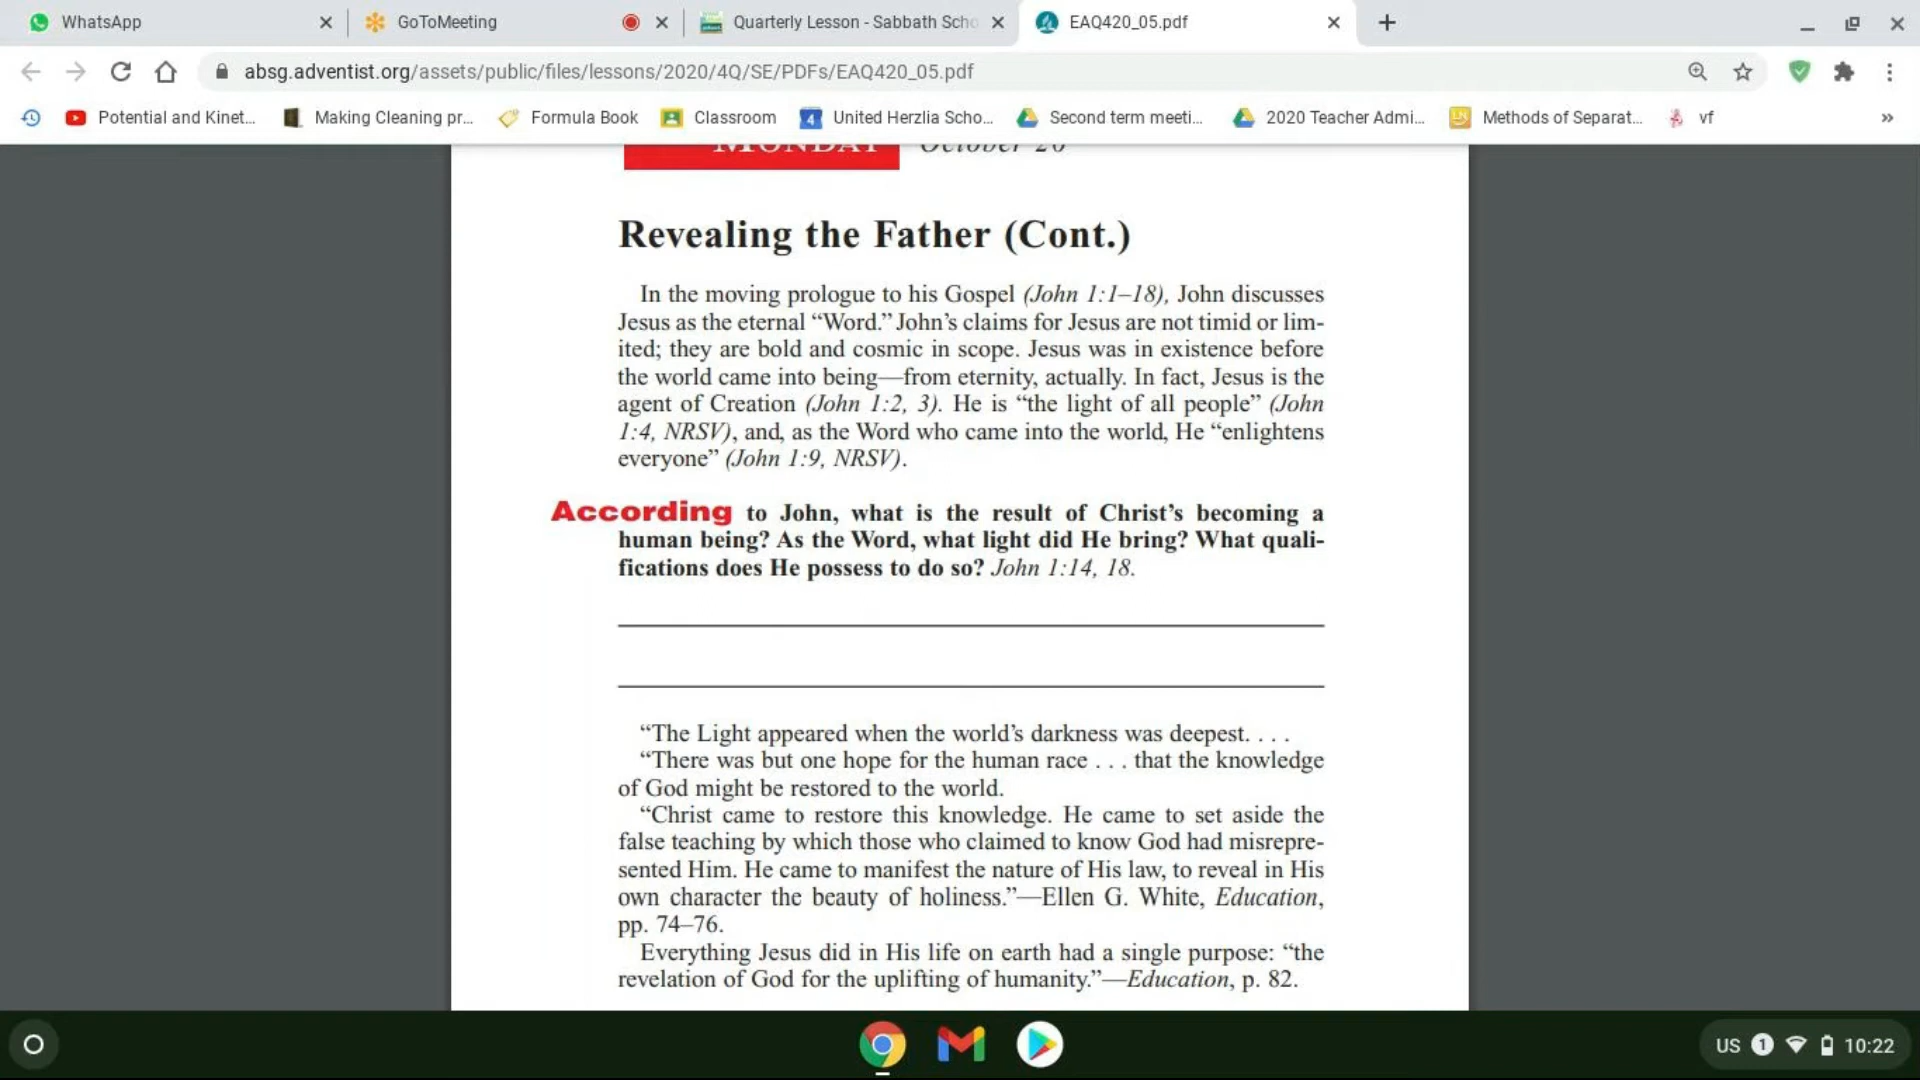 WhatsApp
GoToMeeting
Quarterly Lesson - Sabbath Scho
EAQ420_05.pdf
absg.adventist.org/assets/public/files/lessons/2020/4Q/SE/PDFs/EAQ420_05.pdf
Potential and Kinet...
Making Cleaning pr...
Formula Book
Classroom
4
United Herzlia Scho...
Second term meeti...
2020 Teacher Admi...
Methods of Separat...
vf
»
MONDAY October 26
Revealing the Father (Cont.)
In the moving prologue to his Gospel (John 1:1–18), John discusses
Jesus as the eternal “Word.” John’s claims for Jesus are not timid or lim-
ited; they are bold and cosmic in scope. Jesus was in existence before
the world came into being—from eternity, actually. In fact, Jesus is the
agent of Creation (John 1:2, 3). He is “the light of all people” (John
1:4, NRSV), and, as the Word who came into the world, He “enlightens
everyone” (John 1:9, NRSV).
According to John, what is the result of Christ’s becoming a
human being? As the Word, what light did He bring? What quali-
fications does He possess to do so? John 1:14, 18.
“The Light appeared when the world’s darkness was deepest. . . .
“There was but one hope for the human race . . . that the knowledge
of God might be restored to the world.
“Christ came to restore this knowledge. He came to set aside the
false teaching by which those who claimed to know God had misrepre-
sented Him. He came to manifest the nature of His law, to reveal in His
own character the beauty of holiness.”—Ellen G. White, Education,
pp. 74–76.
Everything Jesus did in His life on earth had a single purpose: “the
revelation of God for the uplifting of humanity.”—Education, p. 82.
US 1 10:22